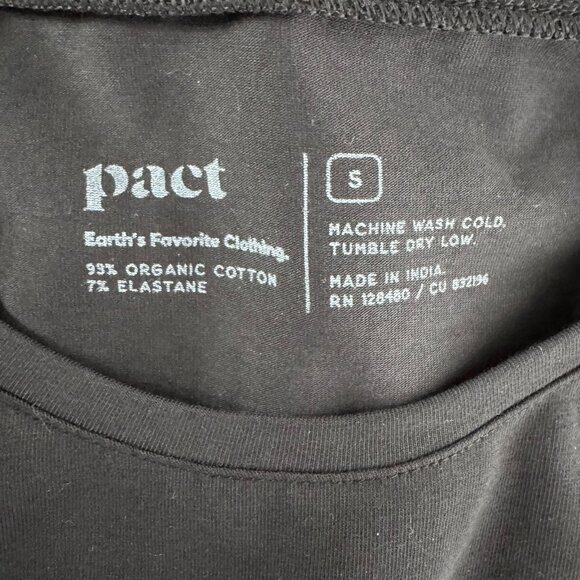 pact
Earth's Favorite Clothing.
93% ORGANIC COTTON
7% ELASTANE
S
MACHINE WASH COLD.
TUMBLE DRY LOW.
MADE IN INDIA.
RN 128480 / CU 832196